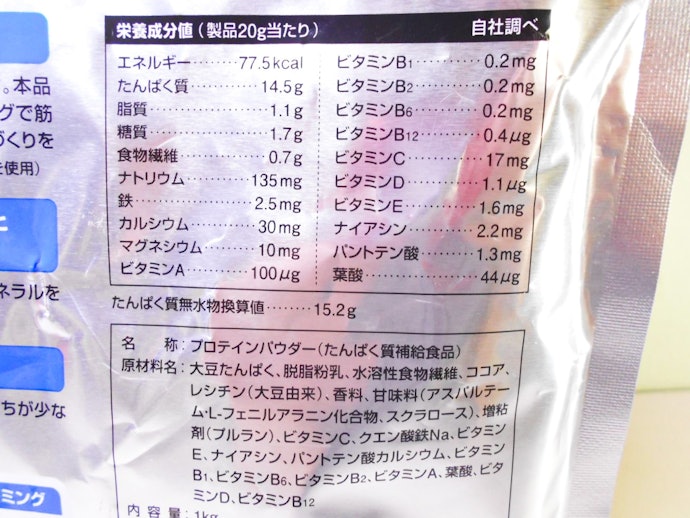 栄養成分値(製品20g当たり) 自社調べ
エネルギー……77.5kcal
たんぱく質……14.5g
脂質……1.1g
糖質……1.7g
食物繊維……0.7g
ナトリウム……135mg
鉄……2.5mg
カルシウム……30mg
マグネシウム……10mg
ビタミンA……100μg
ビタミンB1……0.2mg
ビタミンB2……0.2mg
ビタミンB6……0.2mg
ビタミンB12……0.4μg
ビタミンC……17mg
ビタミンD……1.1μg
ビタミンE……1.6mg
ナイアシン……2.2mg
パントテン酸……1.3mg
葉酸……44μg
たんぱく質無水物換算値……15.2g
名 称:プロテインパウダー(たんぱく質補給食品)
原材料名:大豆たんぱく、脱脂粉乳、水溶性食物繊維、ココア、
レシチン(大豆由来)、香料、甘味料(アスパルテー
ム・L-フェニルアラニン化合物、スクラロース)、増粘
剤(プルラン)、ビタミンC、クエン酸鉄Na、ビタミン
E、ナイアシン、パントテン酸カルシウム、ビタミン
B1、ビタミンB6、ビタミンB2、ビタミンA、葉酸、ビタ
ミンD、ビタミンB12
内容量:1kg
。本品
グで筋
づくりを
使用)
と
ネラルを
ちが少な
ミング